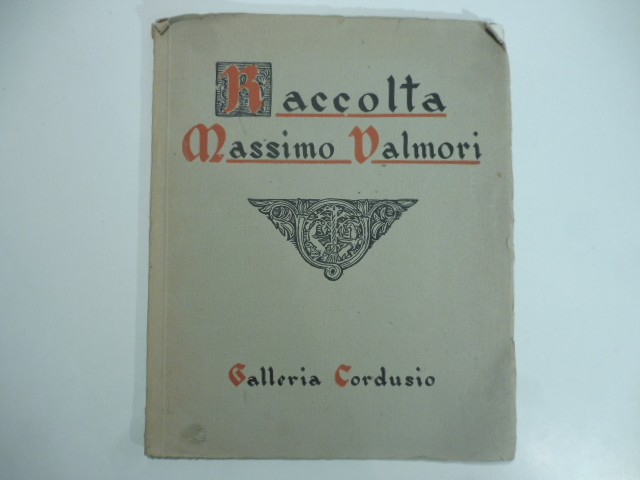 Raccolta
Massimo Valmori
Galleria Cordusio